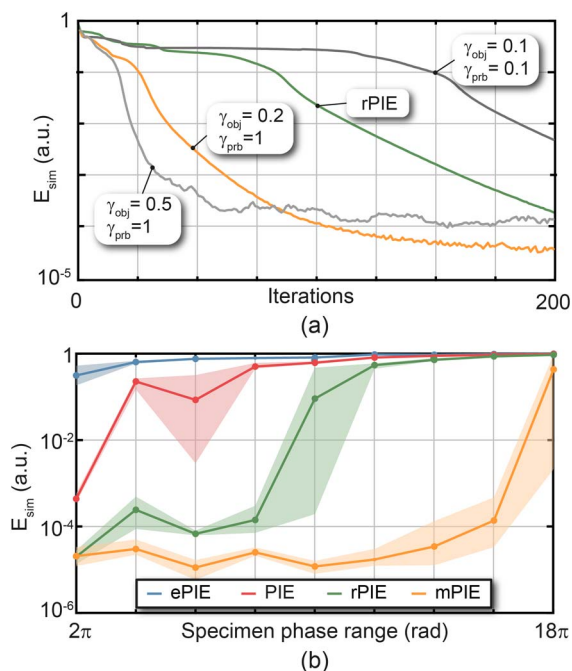 1
E_sim (a.u.)
γ_obj = 0.1
γ_prb = 0.1
rPIE
γ_obj = 0.2
γ_prb = 1
γ_obj = 0.5
γ_prb = 1
10^-5
0
Iterations
200
(a)
1
10^-2
E_sim (a.u.)
10^-4
10^-6
ePIE PIE rPIE mPIE
2π
Specimen phase range (rad)
18π
(b)